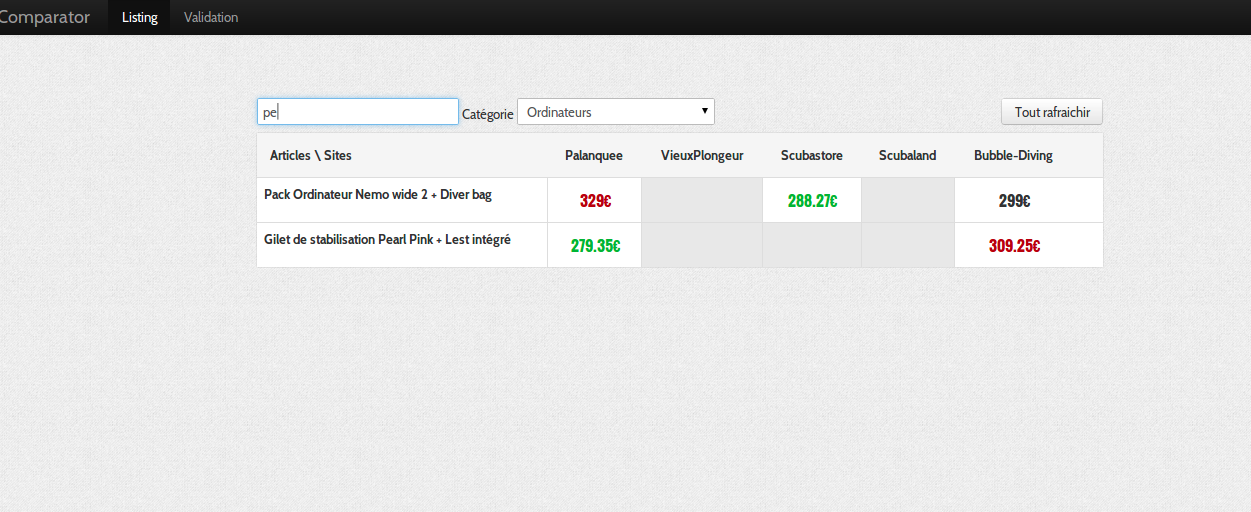 Comparator Listing Validation
pe Catégorie Ordinateurs Tout rafraichir
Articles \ Sites Palanquee VieuxPlongeur Scubastore Scubaland Bubble-Diving
Pack Ordinateur Nemo wide 2 + Diver bag 329€ 288.27€ 299€
Gilet de stabilisation Pearl Pink + Lest intégré 279.35€ 309.25€